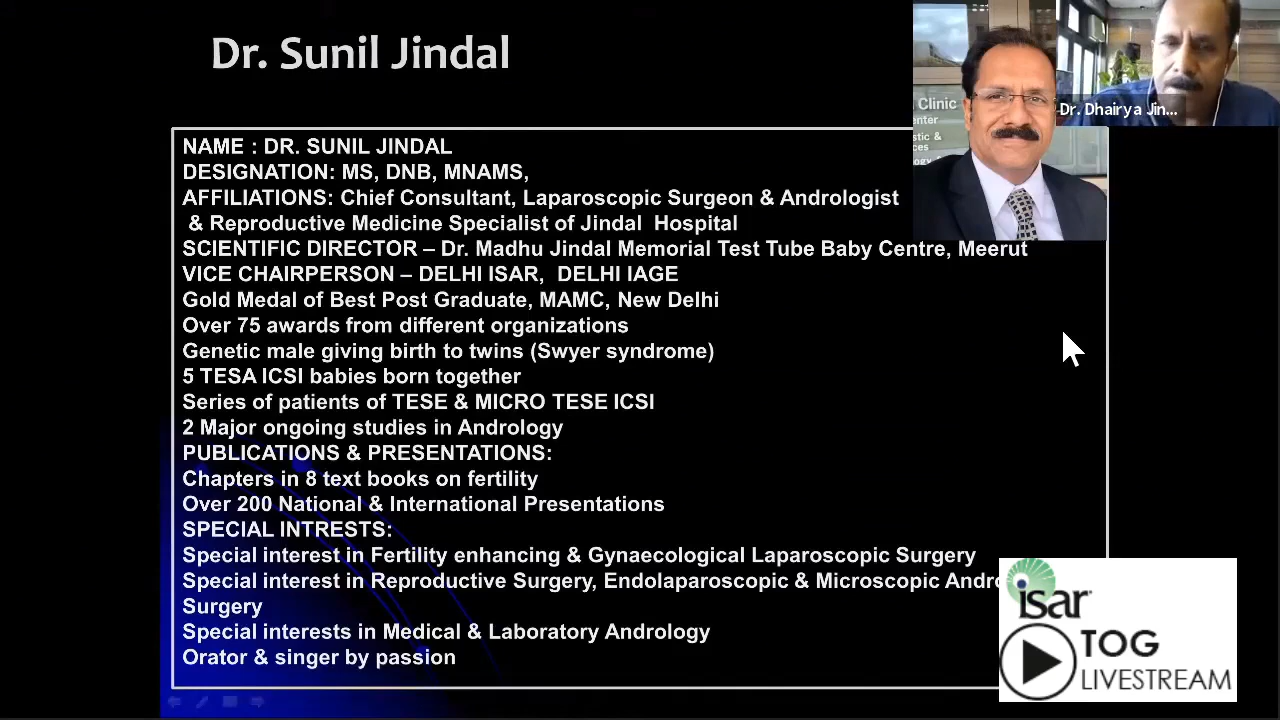 Dr. Sunil Jindal
Clinic
enter
stic &
ces
Dr. Dhairya Jin...
NAME : DR. SUNIL JINDAL
DESIGNATION: MS, DNB, MNAMS,
AFFILIATIONS: Chief Consultant, Laparoscopic Surgeon & Andrologist
& Reproductive Medicine Specialist of Jindal Hospital
SCIENTIFIC DIRECTOR – Dr. Madhu Jindal Memorial Test Tube Baby Centre, Meerut
VICE CHAIRPERSON – DELHI ISAR, DELHI IAGE
Gold Medal of Best Post Graduate, MAMC, New Delhi
Over 75 awards from different organizations
Genetic male giving birth to twins (Swyer syndrome)
5 TESA ICSI babies born together
Series of patients of TESE & MICRO TESE ICSI
2 Major ongoing studies in Andrology
PUBLICATIONS & PRESENTATIONS:
Chapters in 8 text books on fertility
Over 200 National & International Presentations
SPECIAL INTRESTS:
Special interest in Fertility enhancing & Gynaecological Laparoscopic Surgery
Special interest in Reproductive Surgery, Endolaparoscopic & Microscopic Andro
Surgery
Special interests in Medical & Laboratory Andrology
Orator & singer by passion
isar
TOG
LIVESTREAM